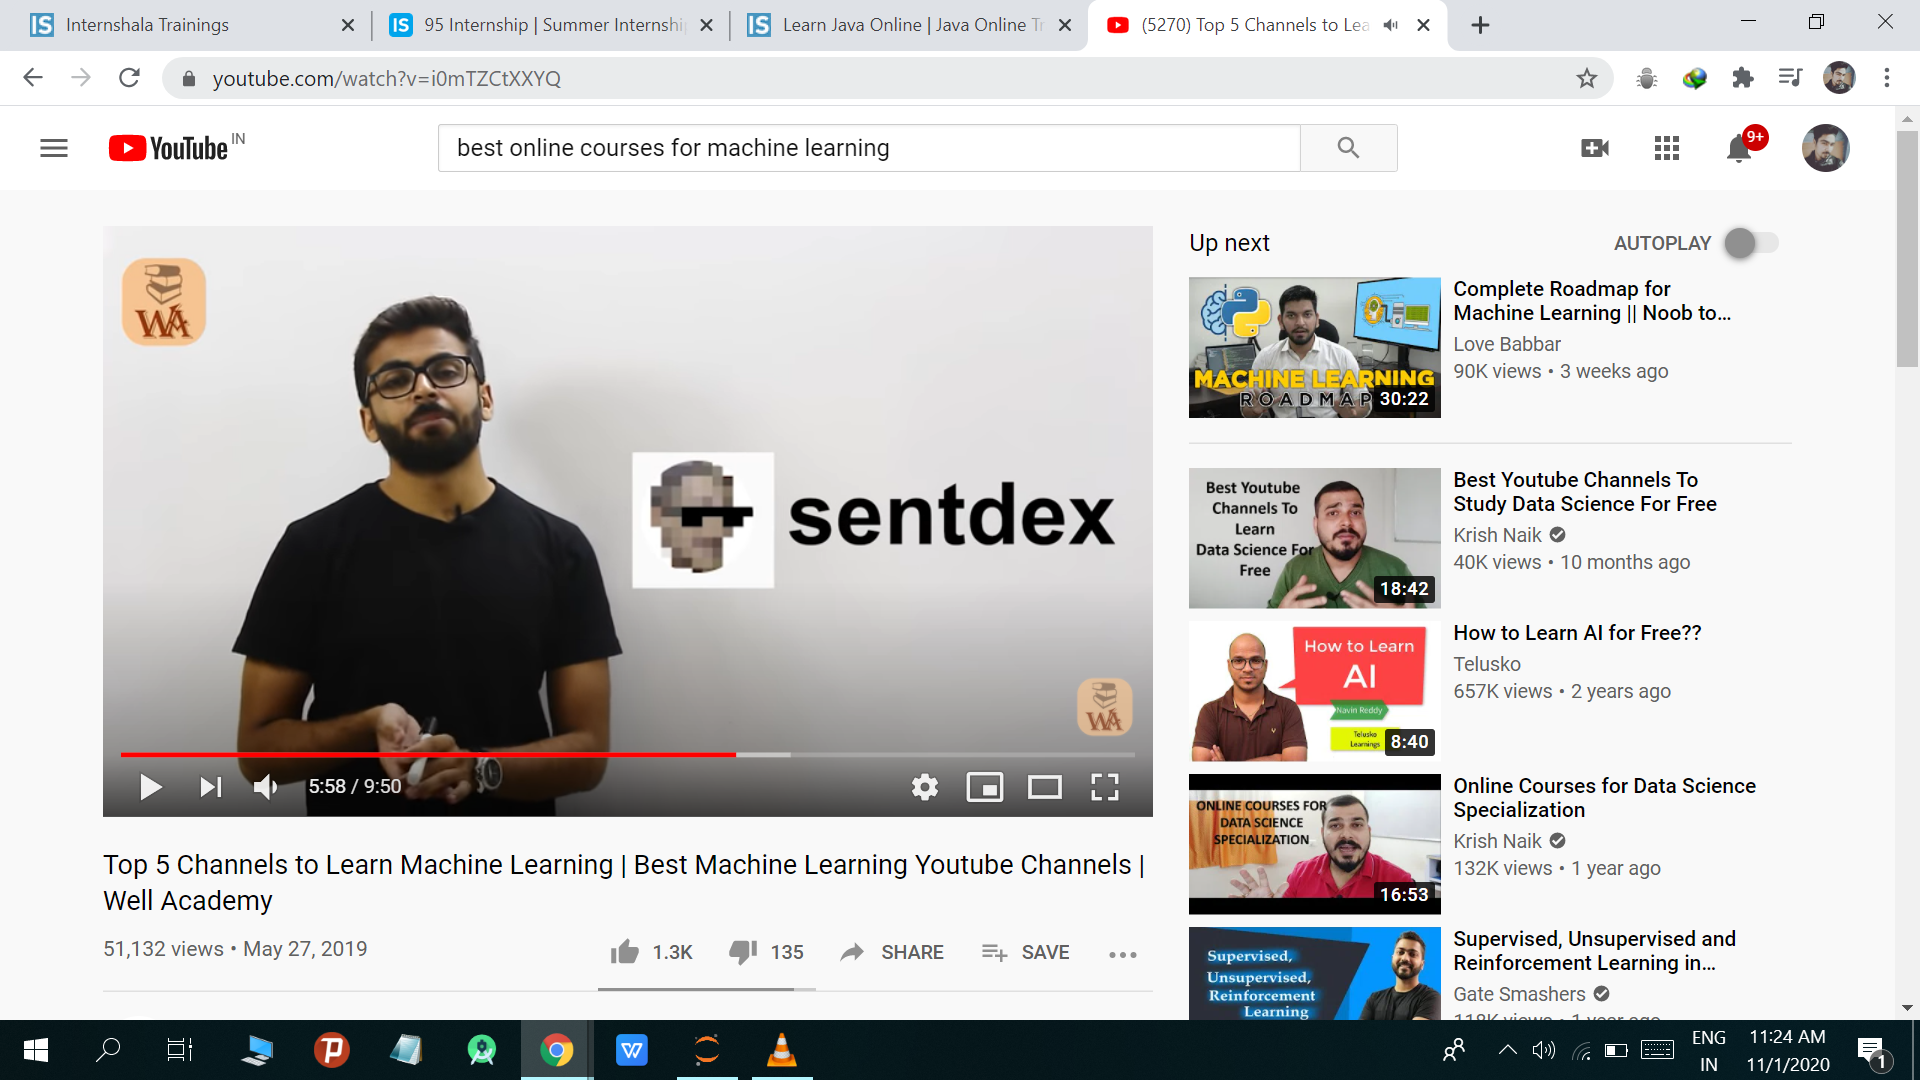 Internshala Trainings
95 Internship | Summer Internshi
Learn Java Online | Java Online Tr
(5270) Top 5 Channels to Lea
youtube.com/watch?v=i0mTZCtXXYQ
YouTube IN
best online courses for machine learning
9+
WA
sentdex
WA
5:58 / 9:50
Top 5 Channels to Learn Machine Learning | Best Machine Learning Youtube Channels |
Well Academy
51,132 views • May 27, 2019
1.3K
135
SHARE
SAVE
Up next
AUTOPLAY
MACHINE LEARNING
ROADMAP
30:22
Complete Roadmap for
Machine Learning || Noob to...
Love Babbar
90K views • 3 weeks ago
Best Youtube
Channels To
Learn
Data Science For
Free
18:42
Best Youtube Channels To
Study Data Science For Free
Krish Naik
40K views • 10 months ago
How to Learn
AI
Navin Reddy
Telusko
Learnings
8:40
How to Learn AI for Free??
Telusko
657K views • 2 years ago
ONLINE COURSES FOR
DATA SCIENCE
SPECIALIZATION
16:53
Online Courses for Data Science
Specialization
Krish Naik
132K views • 1 year ago
Supervised,
Unsupervised,
Reinforcement
Learning
Supervised, Unsupervised and
Reinforcement Learning in...
Gate Smashers
118K views • 1 year ago
ENG
IN
11:24 AM
11/1/2020
1